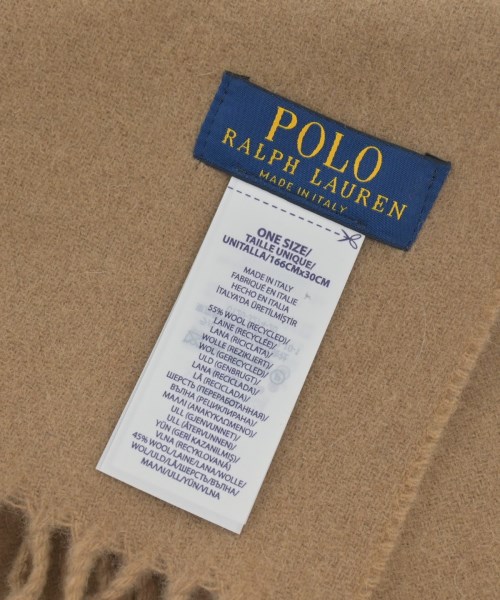 POLO
RALPH LAUREN
MADE IN ITALY
ONE SIZE/
TAILLE UNIQUE/
UNITALLA/166CMx30CM
MADE IN ITALY
FABRIQUÉ EN ITALIE
HECHO EN ITALIA
ITALYA'DA ÜRETİLMİŞTİR
55% WOOL (RECYCLED)/
LAINE (RECYCLÉE)/
LANA (RICICLATA)
WOLLE (REZIKLIERT)/
WOL (GERECYCLED)/
ULD (GENBRUGT)/
LANA (RECICLADA)/
LÃ (RECICLADA)/
ШЕРСТЬ (ПЕРЕРАБОТАННАЯ)/
ВЪЛНА (РЕЦИКЛИРАНА)/
ΜΑΛΛΙ (ΑΝΑΚΥΚΛΩΜΕΝΟ)/
ULL (GJENVUNNET)/
ULL (ÅTERVUNNEN)/
YÜN (GERİ KAZANILMIŞ)/
VLNA (RECYKLOVANÁ)
45% WOOL/LAINE/LANA/WOLLE/
WOL/ULD/LÃ/ШЕРСТЬ/ВЪЛНА/
ΜΑΛΛΙ/ULL/YÜN/VLNA